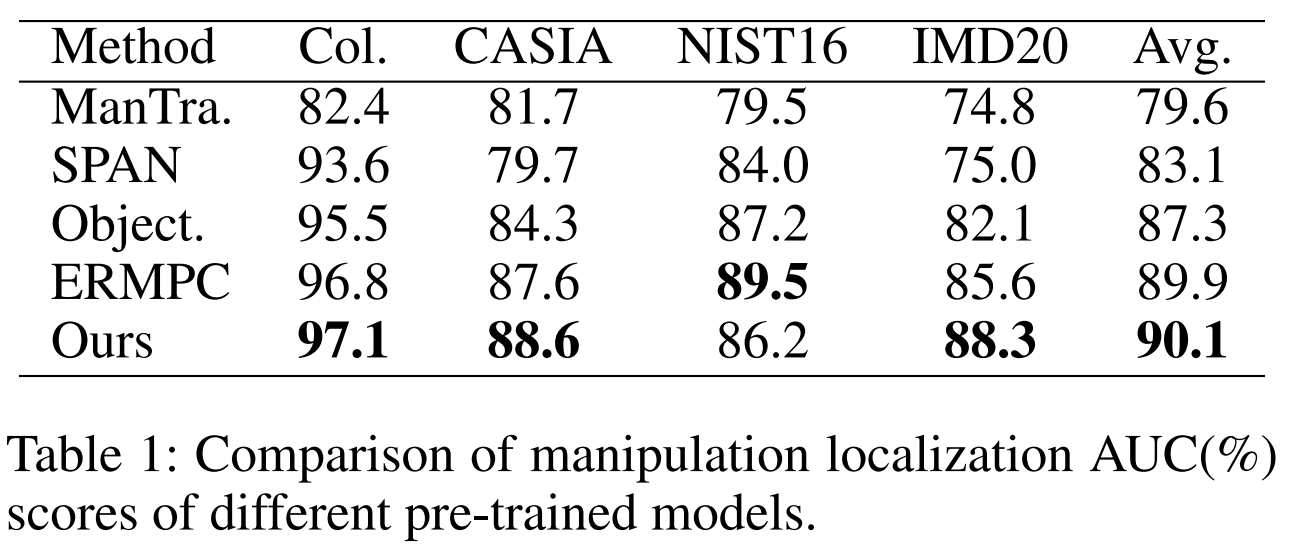 Method Col. CASIA NIST16 IMD20 Avg.
ManTra. 82.4 81.7 79.5 74.8 79.6
SPAN 93.6 79.7 84.0 75.0 83.1
Object. 95.5 84.3 87.2 82.1 87.3
ERMPC 96.8 87.6 89.5 85.6 89.9
Ours 97.1 88.6 86.2 88.3 90.1
Table 1: Comparison of manipulation localization AUC(%)
scores of different pre-trained models.